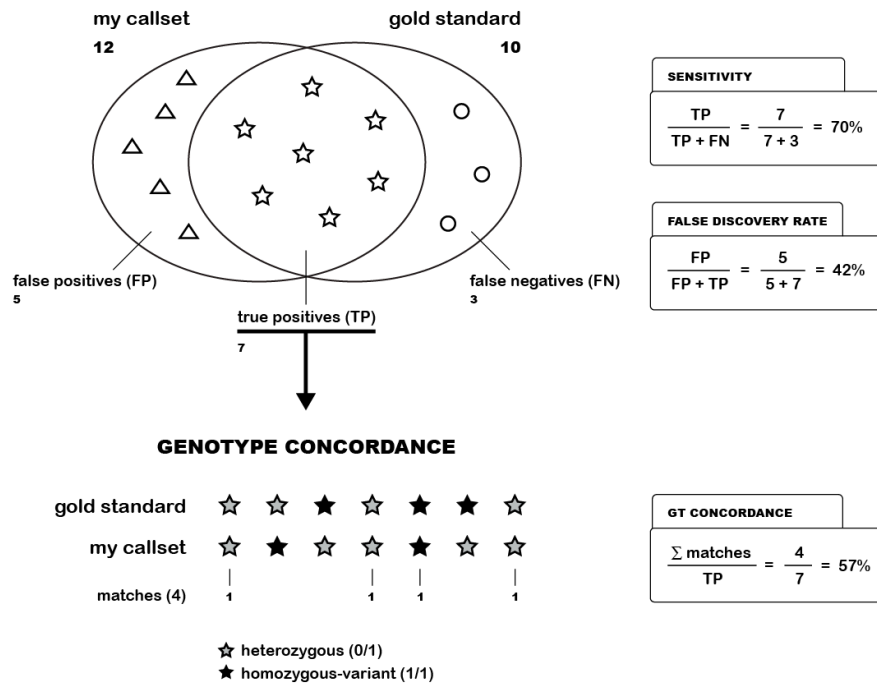 my callset
12
gold standard
10
false positives (FP)
5
true positives (TP)
7
false negatives (FN)
3
SENSITIVITY
TP / TP + FN = 7 / 7 + 3 = 70%
FALSE DISCOVERY RATE
FP / FP + TP = 5 / 5 + 7 = 42%
GENOTYPE CONCORDANCE
gold standard
my callset
matches (4) 1 1 1 1
heterozygous (0/1)
homozygous-variant (1/1)
GT CONCORDANCE
∑ matches / TP = 4 / 7 = 57%